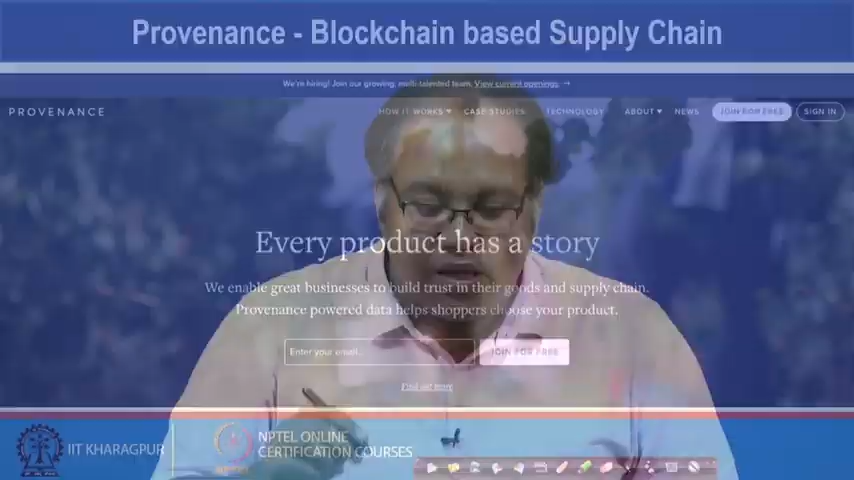 Provenance - Blockchain based Supply Chain
We're hiring! Join our growing, multi-talented team. View current openings. →
PROVENANCE
HOW IT WORKS CASE STUDIES TECHNOLOGY ABOUT NEWS JOIN FOR FREE SIGN IN
Every product has a story
We enable great businesses to build trust in their goods and supply chain.
Provenance powered data helps shoppers choose your product.
Enter your email... JOIN FOR FREE
Find out more
IIT KHARAGPUR
NPTEL ONLINE
CERTIFICATION COURSES